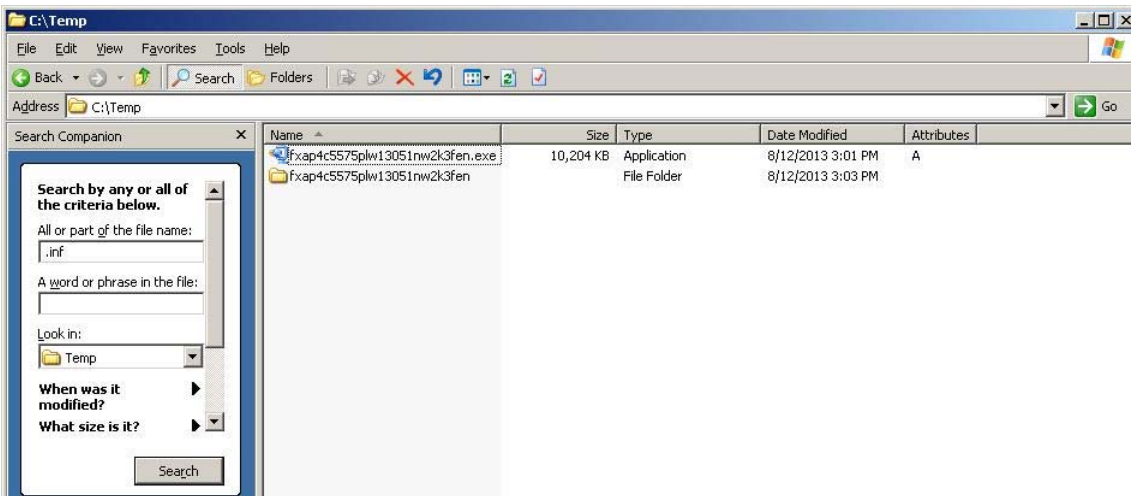 C:\Temp
File Edit View Favorites Tools Help
Back Search Folders
Address C:\Temp Go
Search Companion
Name Size Type Date Modified Attributes
fxap4c5575plw13051nw2k3fen.exe 10,204 KB Application 8/12/2013 3:01 PM A
fxap4c5575plw13051nw2k3fen File Folder 8/12/2013 3:03 PM
Search by any or all of
the criteria below.
All or part of the file name:
.inf
A word or phrase in the file:
Look in:
Temp
When was it
modified?
What size is it?
Search